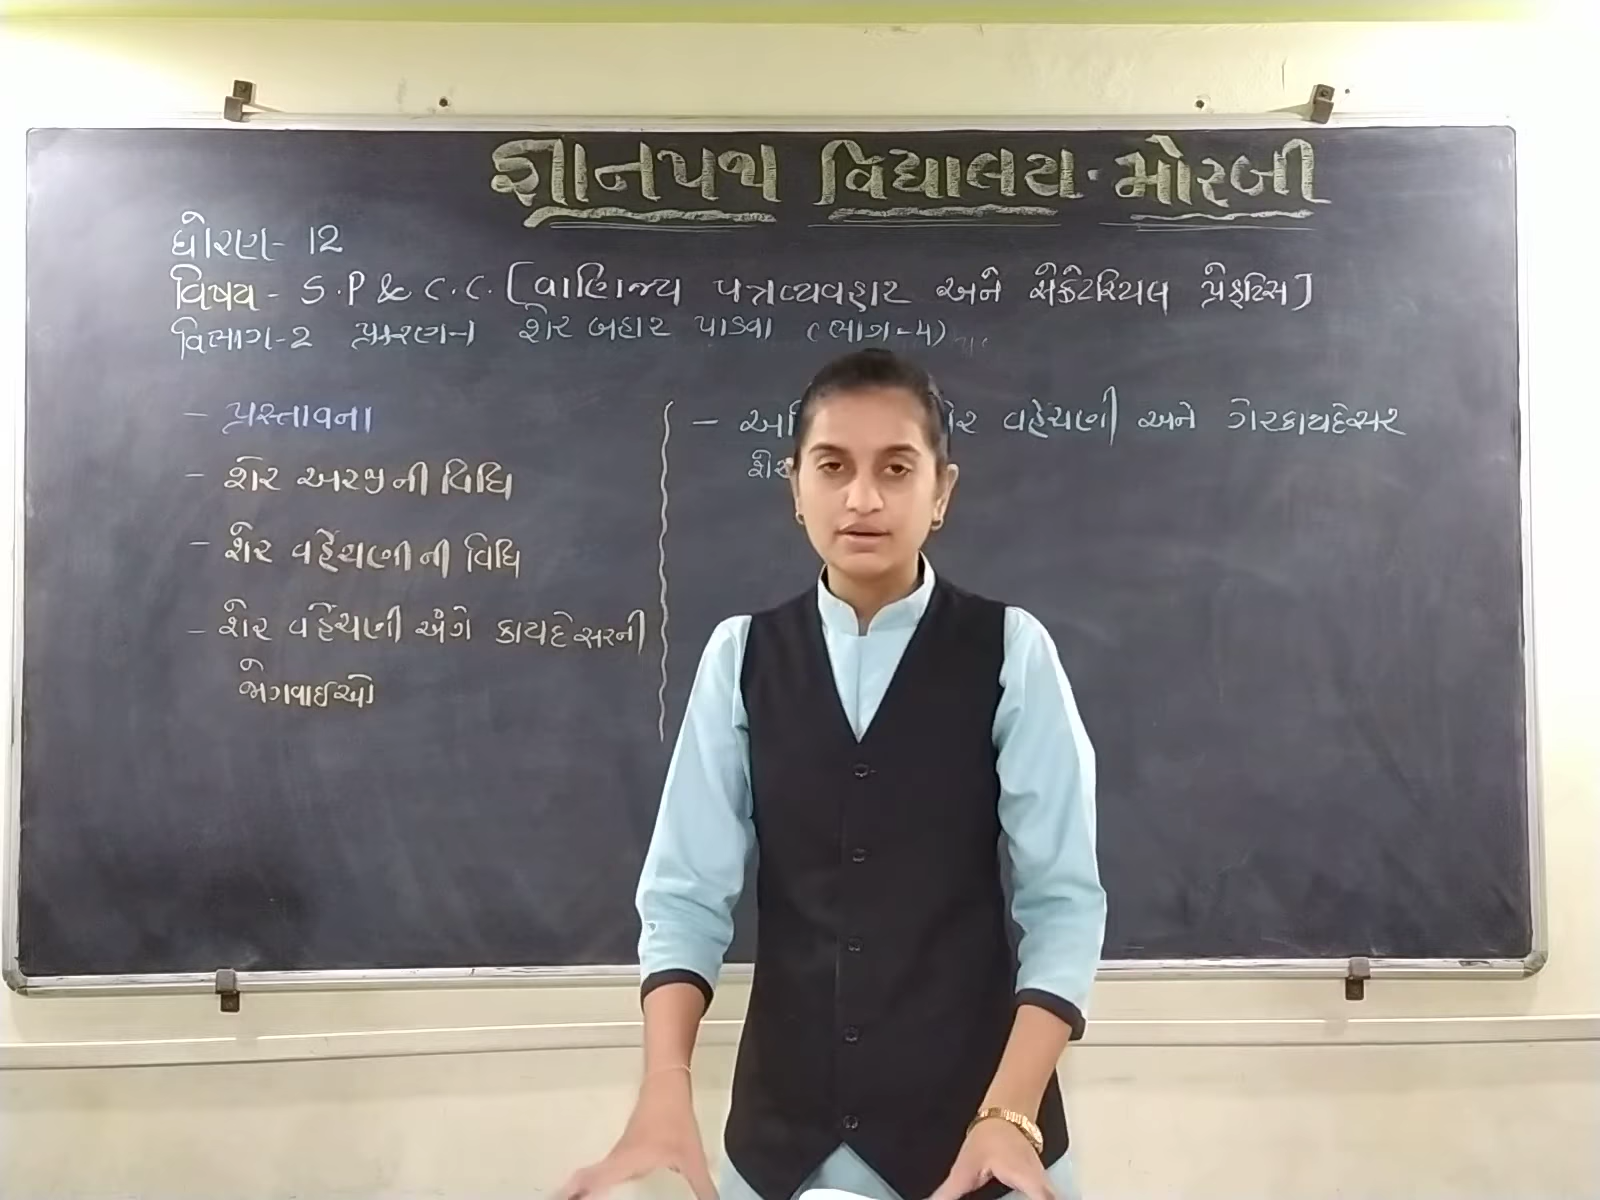 જ્ઞાનપથ વિદ્યાલય - મોરબી
ધોરણ - 12
વિષય - S.P & C.C. [વાણિજ્ય પત્રવ્યવહાર અને સેક્રેટેરિયલ પ્રેક્ટિસ]
વિભાગ-2 પ્રકરણ-1 શેર બહાર પાડવા (ભાગ-4)
- પ્રસ્તાવના
- શેર અરજીની વિધિ
- શેર વહેંચણીની વિધિ
- શેર વહેંચણી અંગે કાયદેસરની
જોગવાઈઓ
- વહેંચણી અને ગેરકાયદેસર